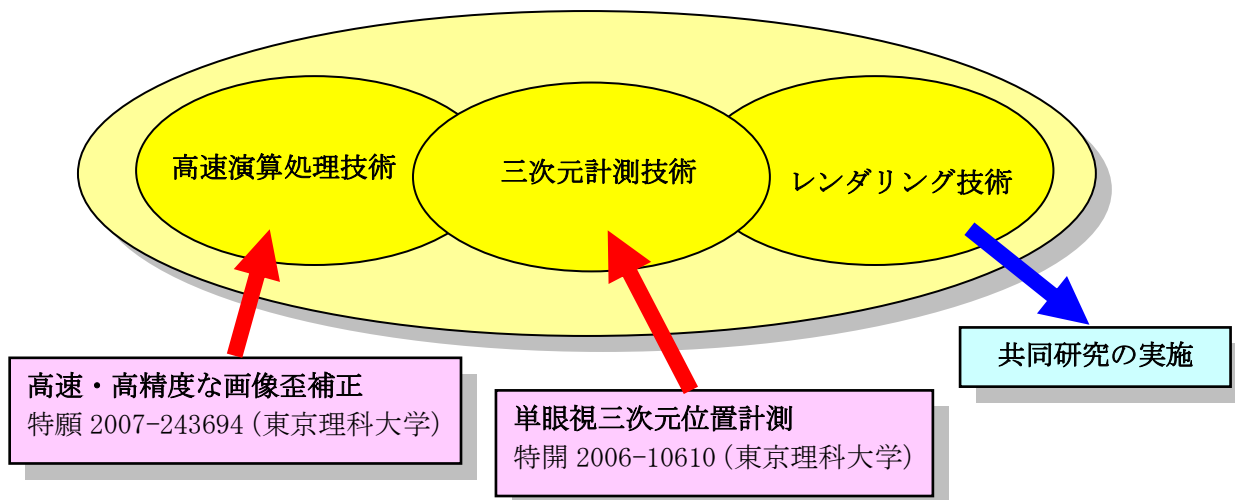 高速演算処理技術
三次元計測技術
レンダリング技術
共同研究の実施
高速・高精度な画像歪補正
特願 2007-243694(東京理科大学)
単眼視三次元位置計測
特開 2006-10610(東京理科大学)